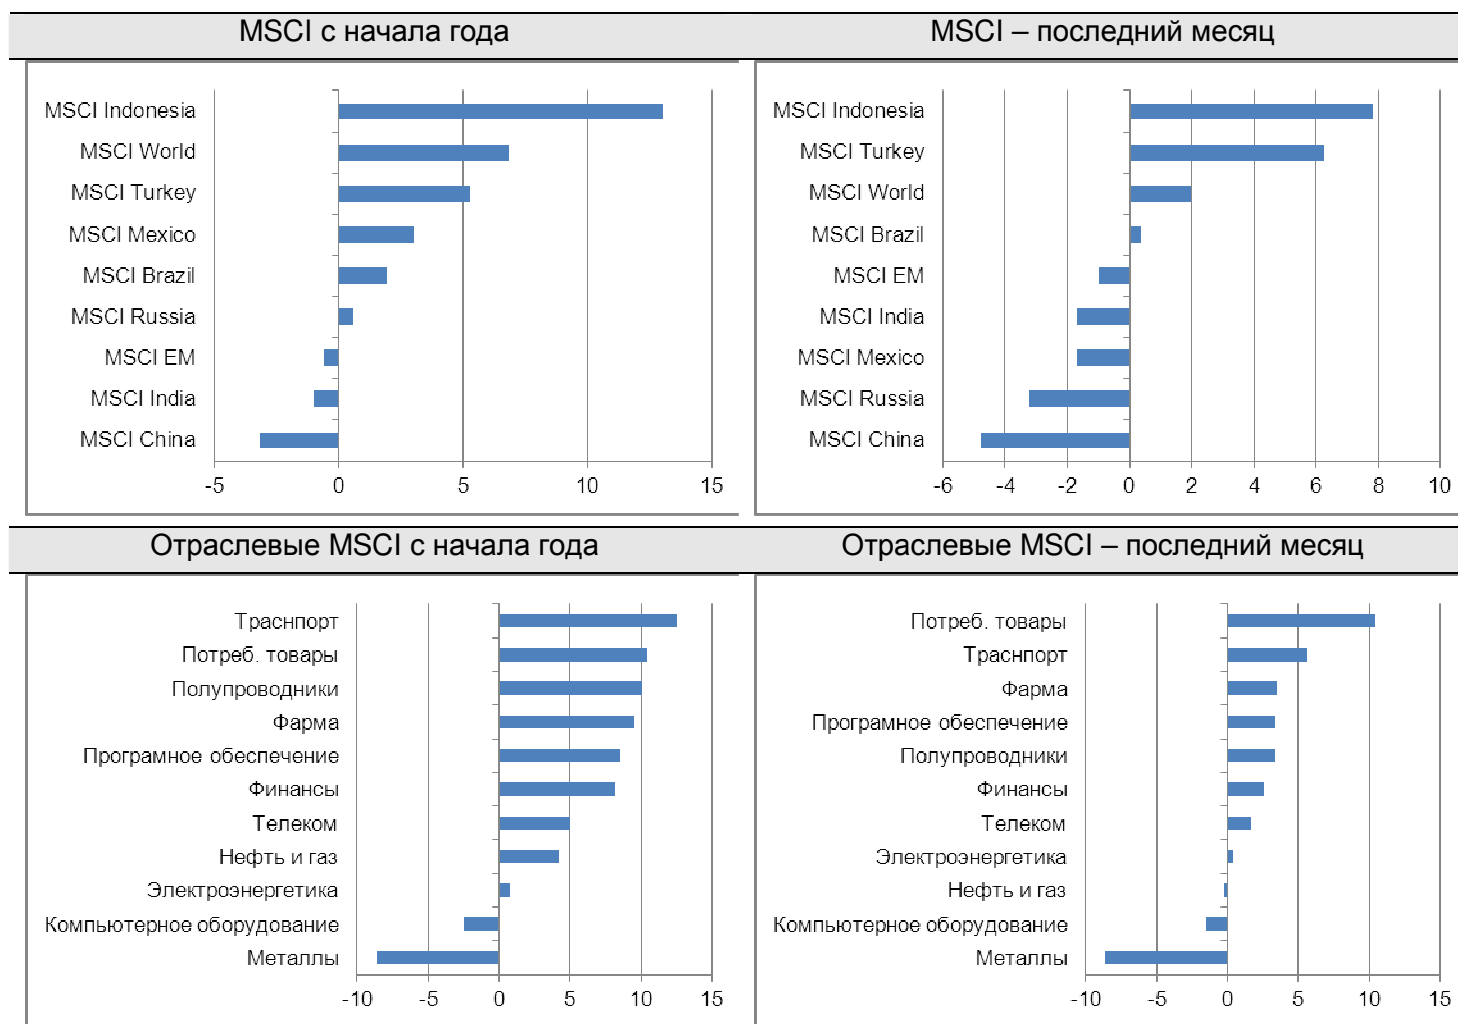 MSCI с начала года
MSCI Indonesia
MSCI World
MSCI Turkey
MSCI Mexico
MSCI Brazil
MSCI Russia
MSCI EM
MSCI India
MSCI China
-5 0 5 10 15
MSCI – последний месяц
MSCI Indonesia
MSCI Turkey
MSCI World
MSCI Brazil
MSCI EM
MSCI India
MSCI Mexico
MSCI Russia
MSCI China
-6 -4 -2 0 2 4 6 8 10
Отраслевые MSCI с начала года
Траснпорт
Потреб. товары
Полупроводники
Фарма
Програмное обеспечение
Финансы
Телеком
Нефть и газ
Электроэнергетика
Компьютерное оборудование
Металлы
-10 -5 0 5 10 15
Отраслевые MSCI – последний месяц
Потреб. товары
Траснпорт
Фарма
Програмное обеспечение
Полупроводники
Финансы
Телеком
Электроэнергетика
Нефть и газ
Компьютерное оборудование
Металлы
-10 -5 0 5 10 15